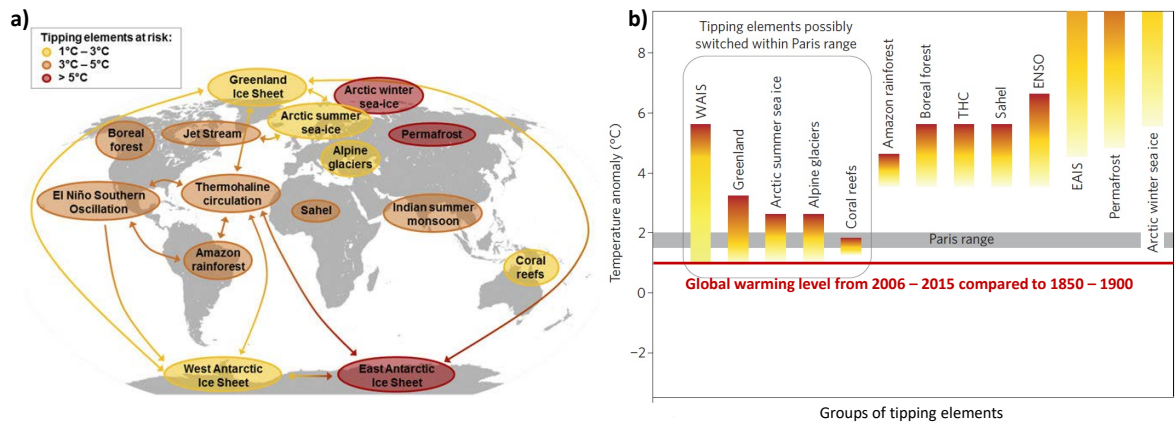 a)
Tipping elements at risk:
1°C – 3°C
3°C – 5°C
> 5°C
Greenland
Ice Sheet
Arctic winter
sea-ice
Arctic summer
sea-ice
Boreal
forest
Jet Stream
Permafrost
Alpine
glaciers
El Niño Southern
Oscillation
Thermohaline
circulation
Sahel
Indian summer
monsoon
Amazon
rainforest
Coral
reefs
West Antarctic
Ice Sheet
East Antarctic
Ice Sheet
b)
Tipping elements possibly
switched within Paris range
Temperature anomaly (°C)
8
6
4
2
0
−2
WAIS
Greenland
Arctic summer sea ice
Alpine glaciers
Coral reefs
Amazon rainforest
Boreal forest
THC
Sahel
ENSO
EAIS
Permafrost
Arctic winter sea ice
Paris range
Global warming level from 2006 – 2015 compared to 1850 – 1900
Groups of tipping elements